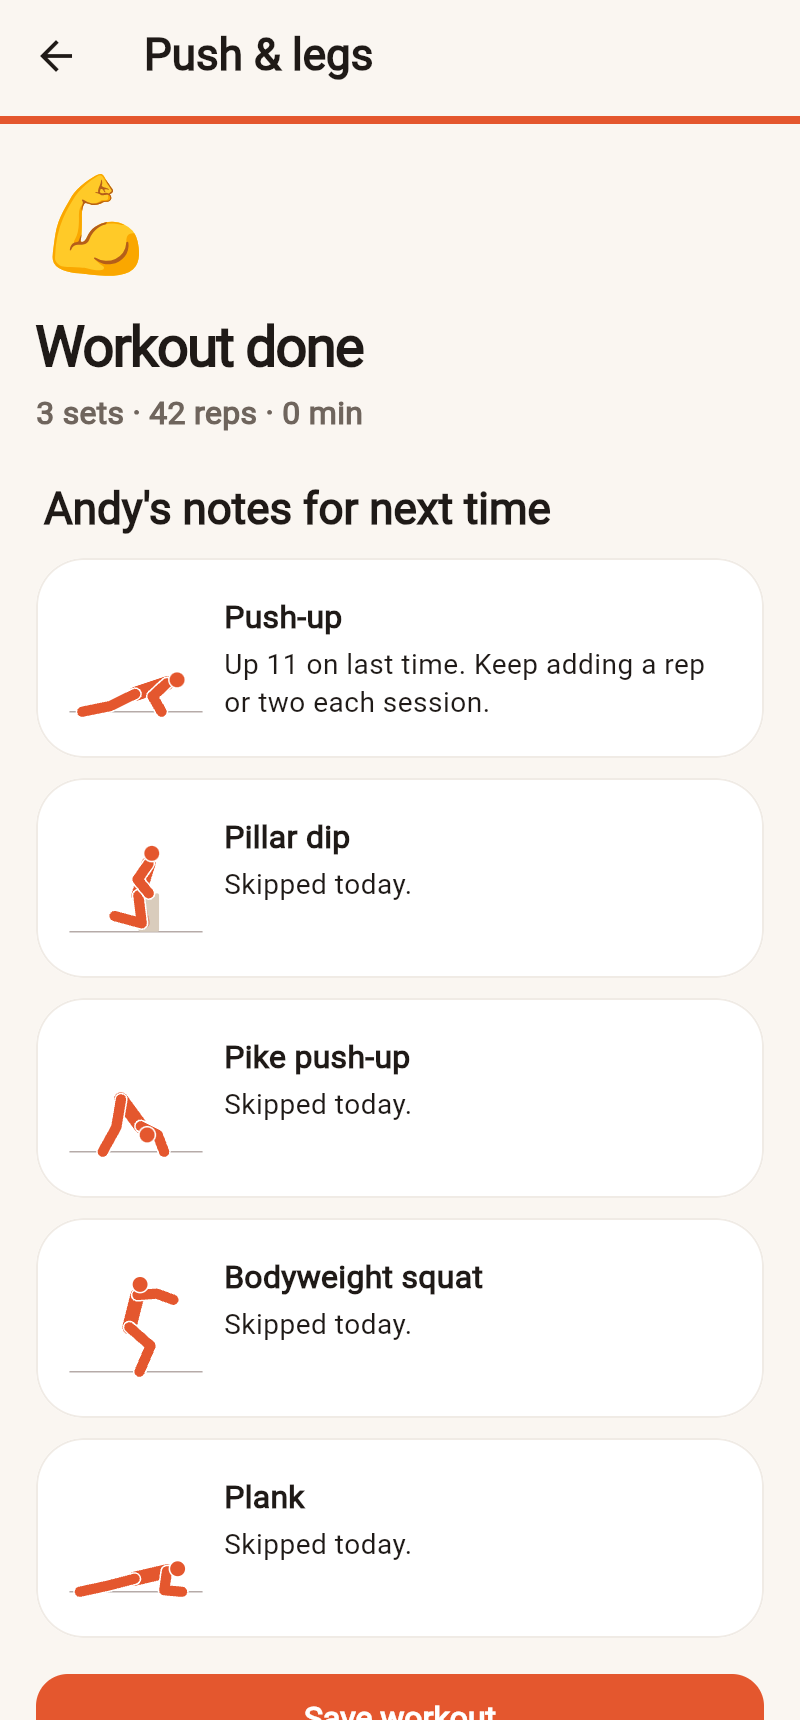 Push & legs
Workout done
3 sets · 42 reps · 0 min
Andy's notes for next time
Push-up
Up 11 on last time. Keep adding a rep
or two each session.
Pillar dip
Skipped today.
Pike push-up
Skipped today.
Bodyweight squat
Skipped today.
Plank
Skipped today.
Save workout